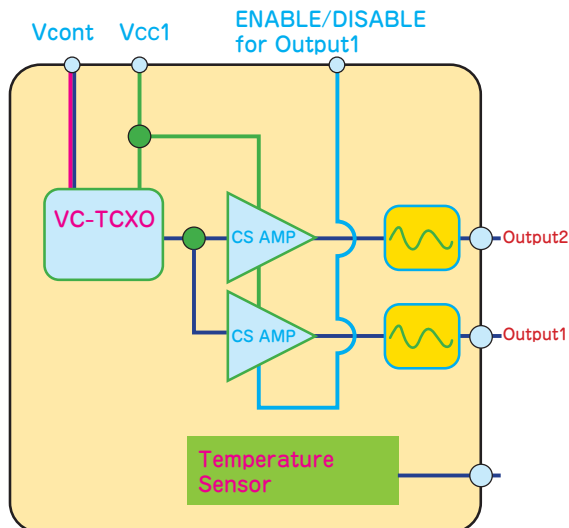 Vcont
Vcc1
ENABLE/DISABLE
for Output1
VC-TCXO
CS AMP
Output2
CS AMP
Output1
Temperature
Sensor